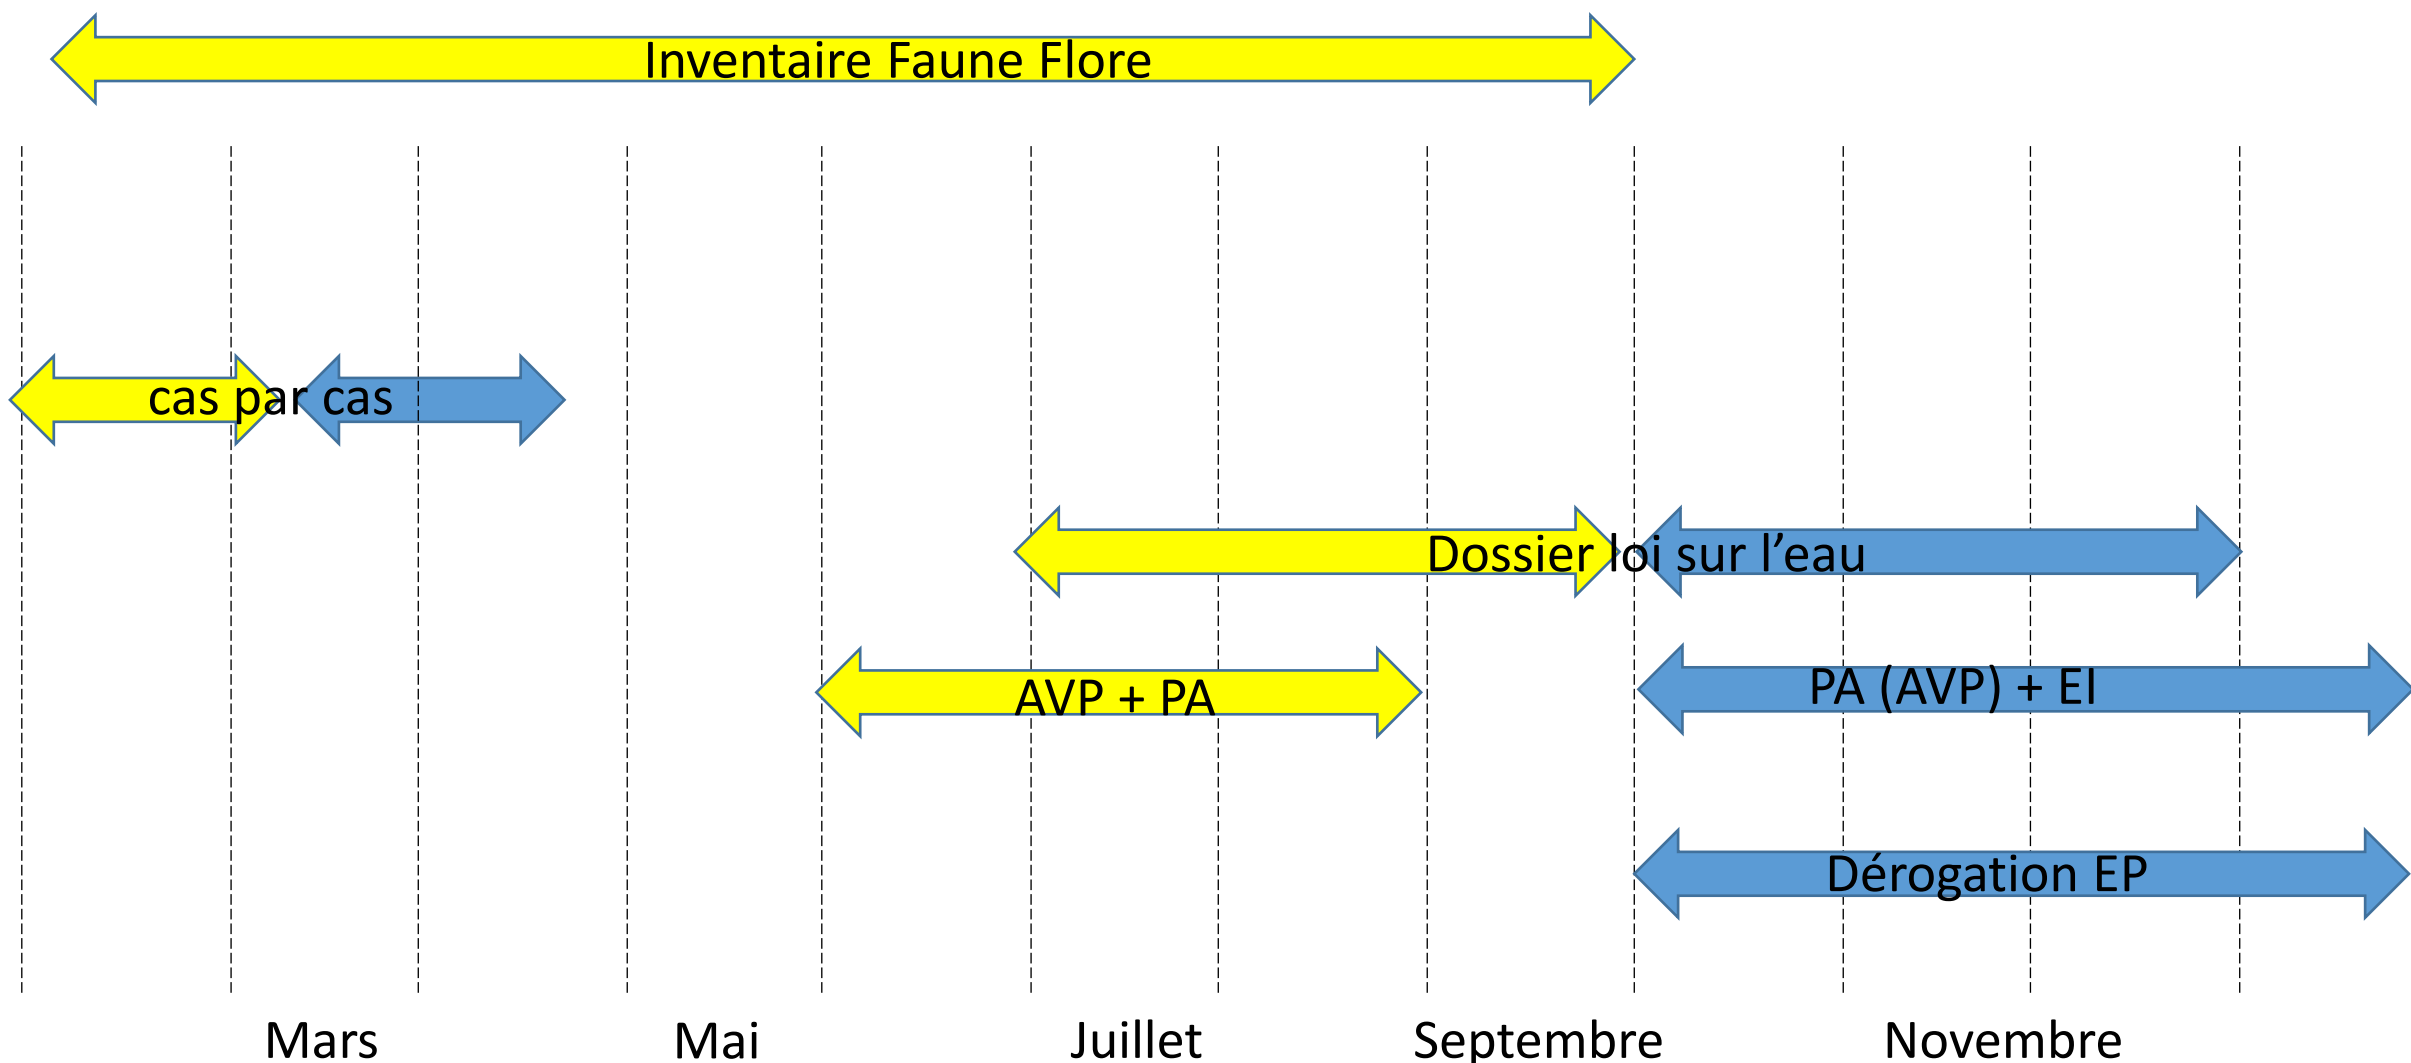 Inventaire Faune Flore
cas par cas
Dossier loi sur l’eau
AVP + PA
PA (AVP) + EI
Dérogation EP
Mars Mai Juillet Septembre Novembre